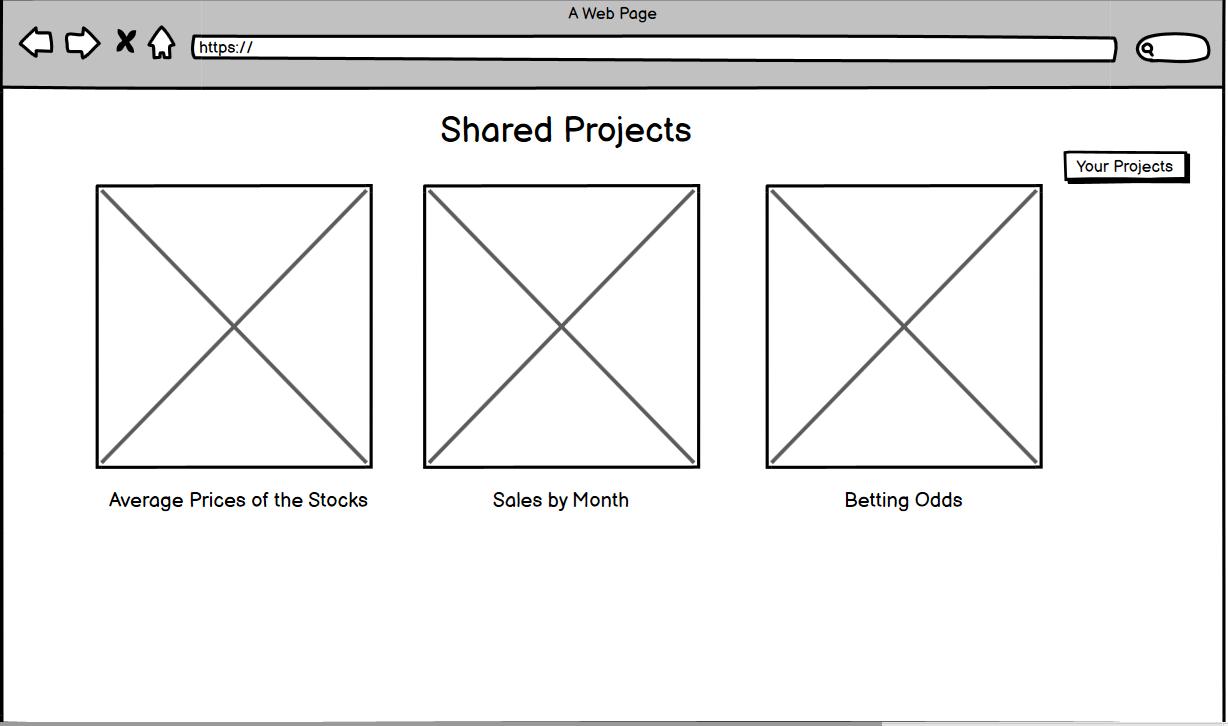 A Web Page
https://
Shared Projects
Your Projects
Average Prices of the Stocks
Sales by Month
Betting Odds